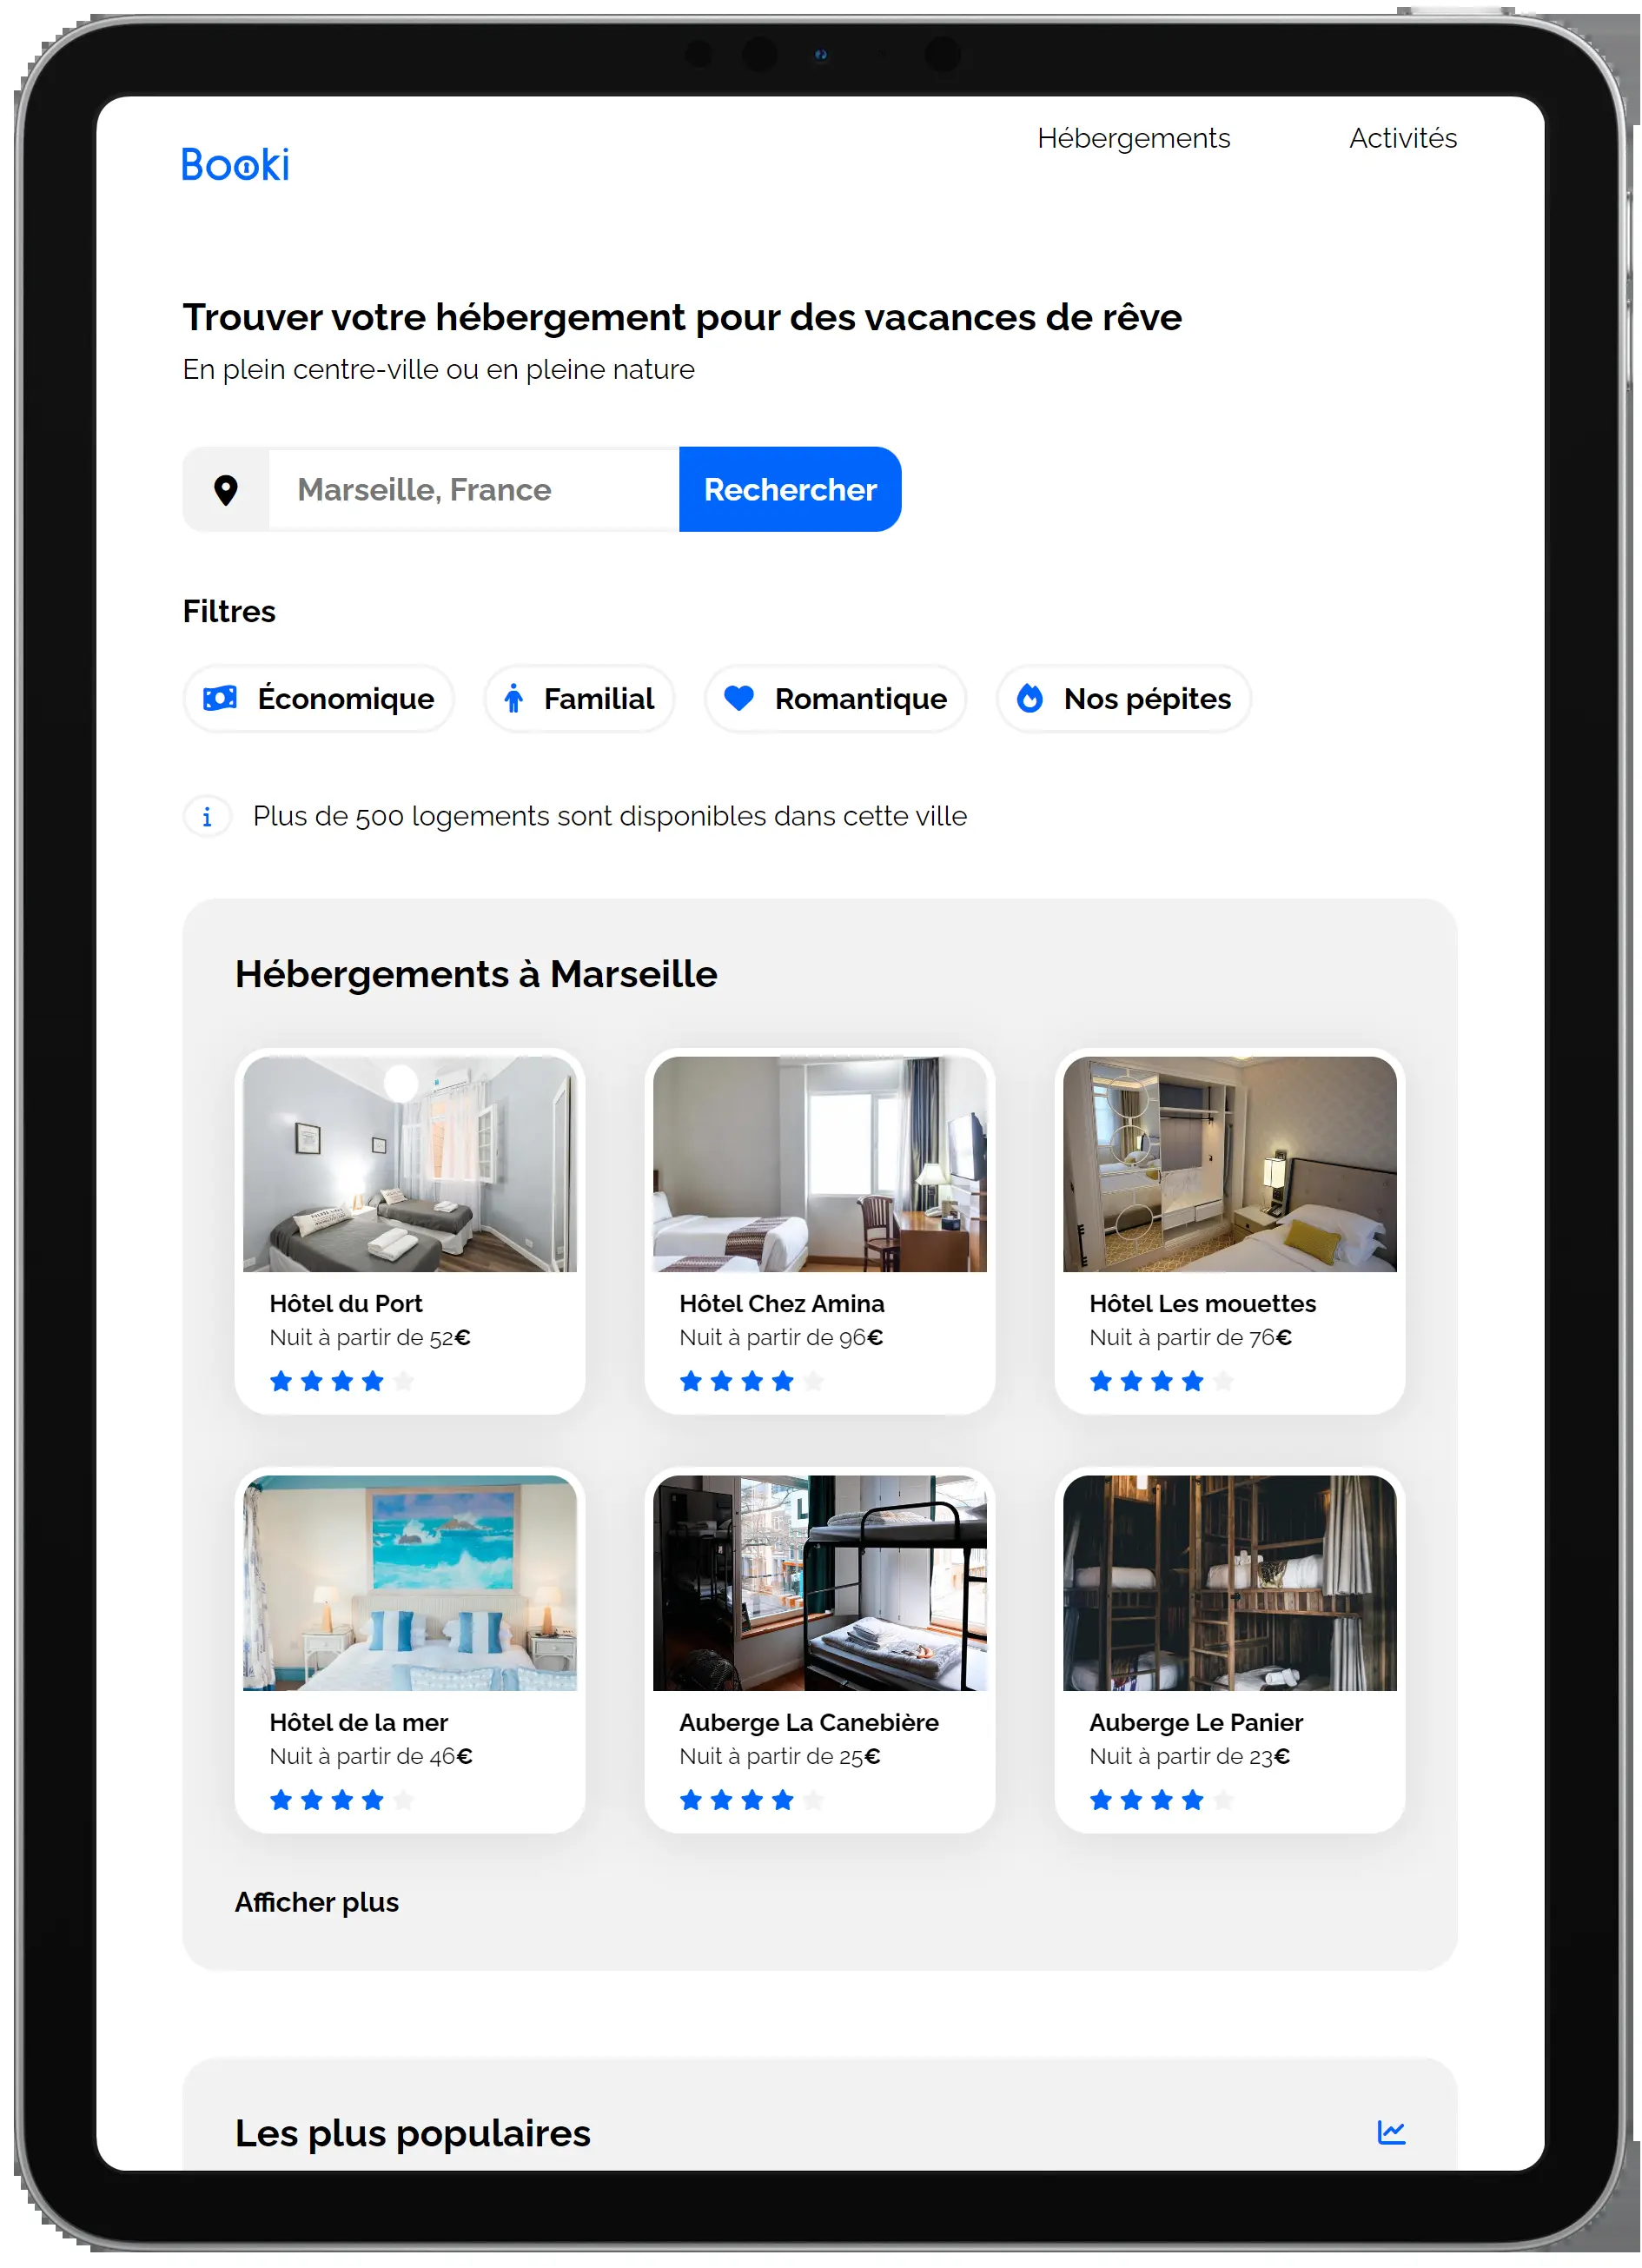 Booki
Hébergements
Activités
Trouver votre hébergement pour des vacances de rêve
En plein centre-ville ou en pleine nature
Marseille, France
Rechercher
Filtres
Économique
Familial
Romantique
Nos pépites
Plus de 500 logements sont disponibles dans cette ville
Hébergements à Marseille
Hôtel du Port
Nuit à partir de 52€
Hôtel Chez Amina
Nuit à partir de 96€
Hôtel Les mouettes
Nuit à partir de 76€
Hôtel de la mer
Nuit à partir de 46€
Auberge La Canebière
Nuit à partir de 25€
Auberge Le Panier
Nuit à partir de 23€
Afficher plus
Les plus populaires